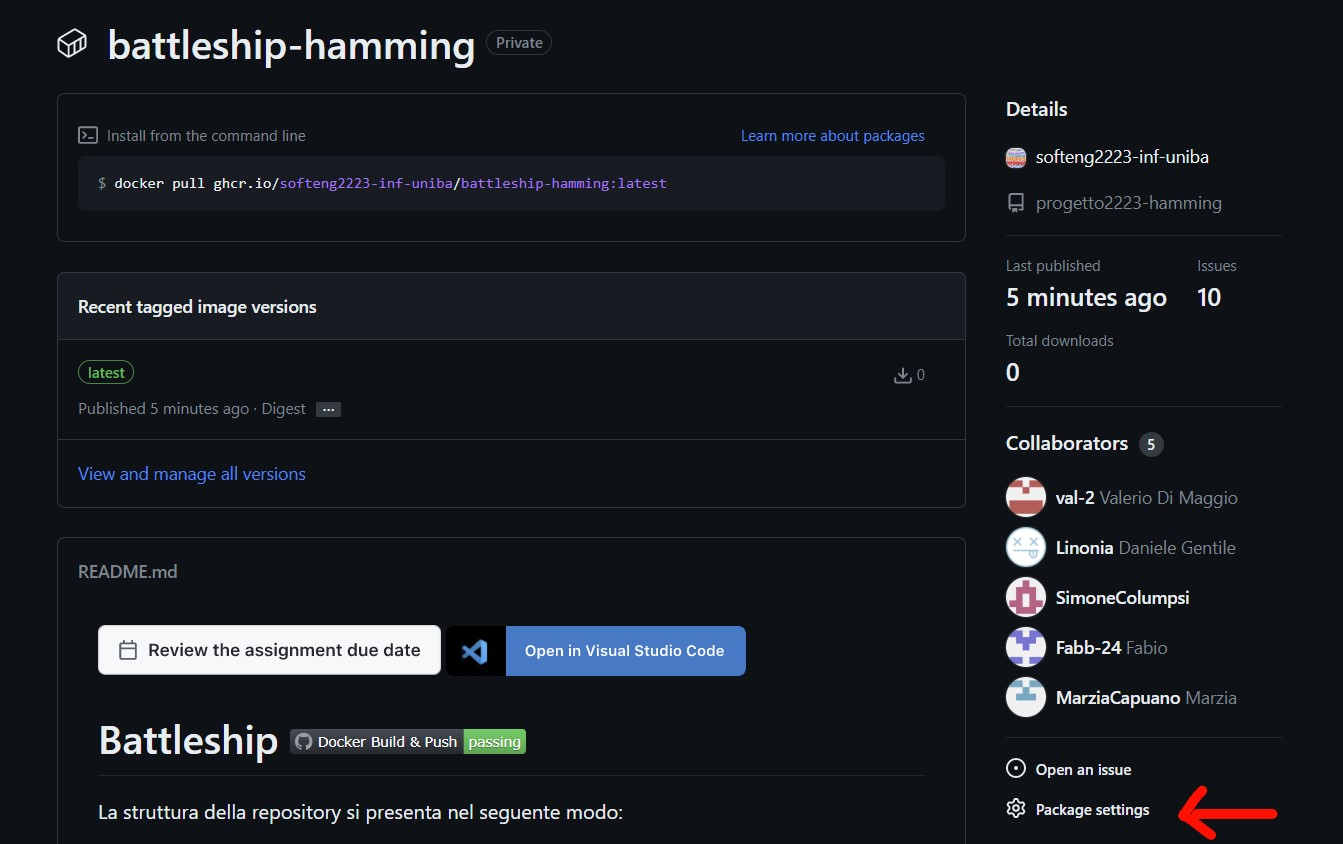 battleship-hamming Private
Install from the command line
Learn more about packages
$ docker pull ghcr.io/softeng2223-inf-uniba/battleship-hamming:latest
Recent tagged image versions
latest
0
Published 5 minutes ago · Digest ...
View and manage all versions
README.md
Review the assignment due date
Open in Visual Studio Code
Battleship
Docker Build & Push passing
La struttura della repository si presenta nel seguente modo:
Details
softeng2223-inf-uniba
progetto2223-hamming
Last published
5 minutes ago
Issues
10
Total downloads
0
Collaborators 5
val-2 Valerio Di Maggio
Linonia Daniele Gentile
SimoneColumpsi
Fabb-24 Fabio
MarziaCapuano Marzia
Open an issue
Package settings